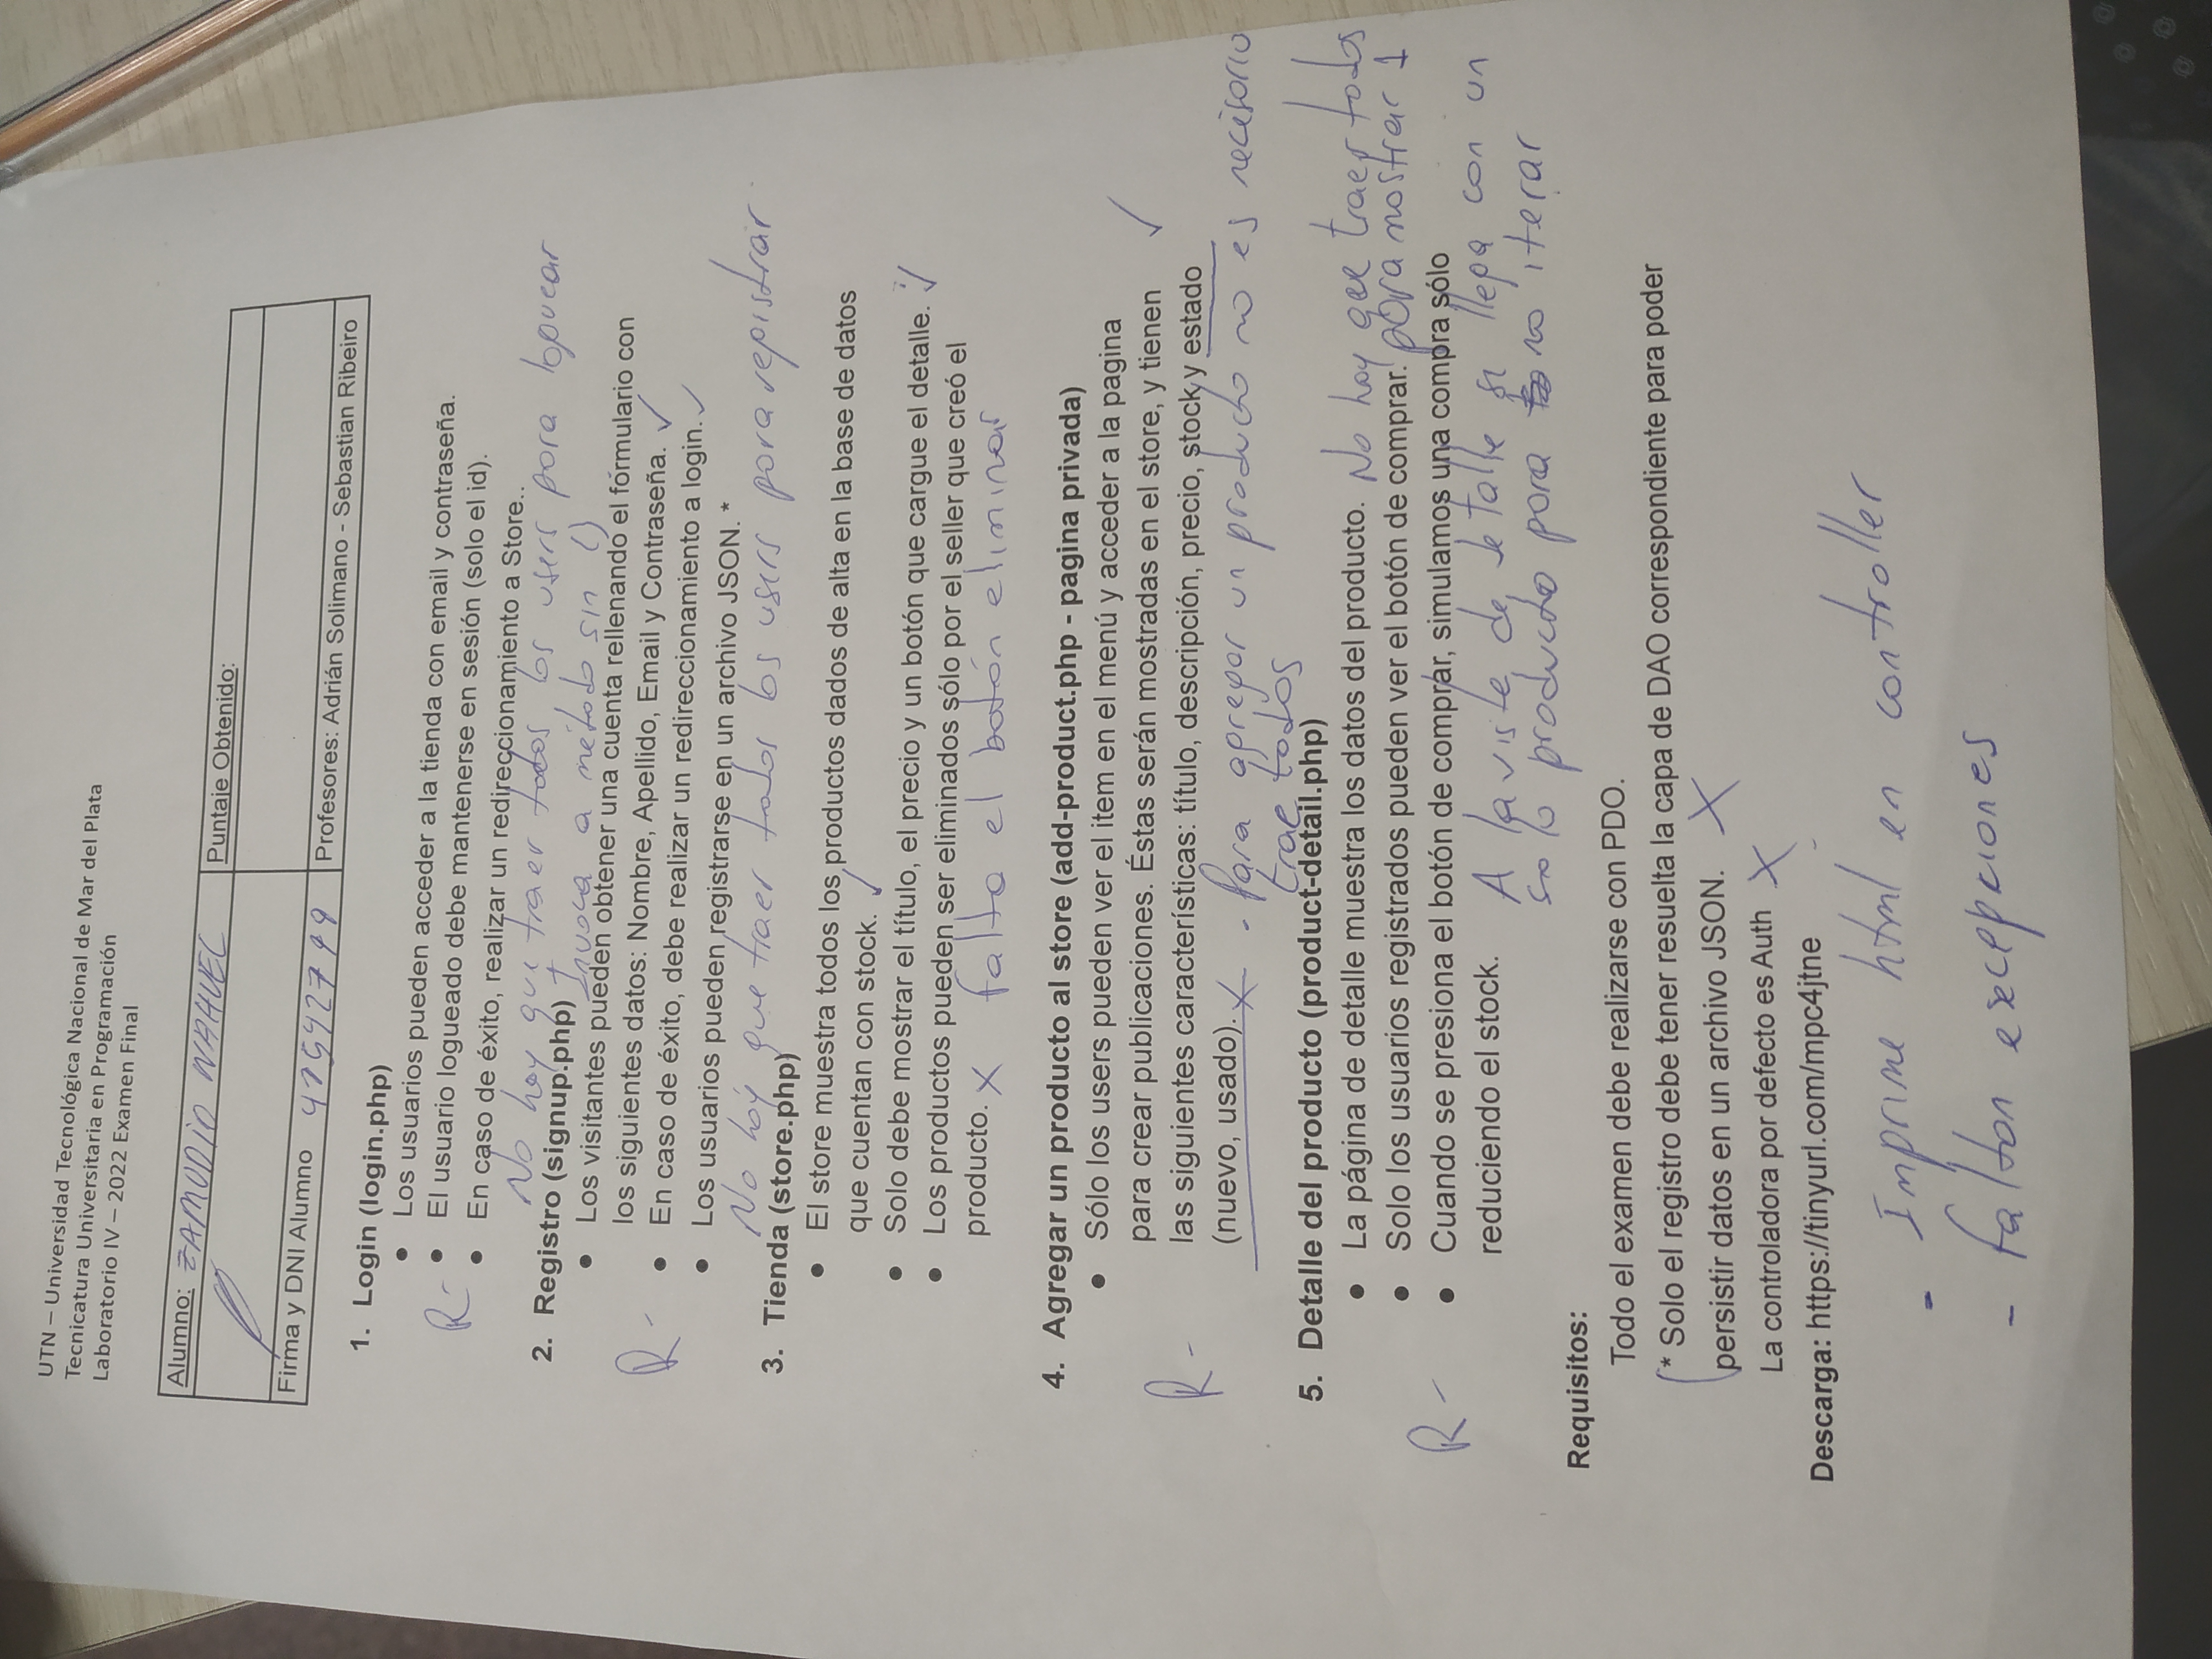 UTN – Universidad Tecnológica Nacional de Mar del Plata
Tecnicatura Universitaria en Programación
Laboratorio IV – 2022 Examen Final
Alumno: ZAMUDIO NAHUEL
Puntaje Obtenido:
Firma y DNI Alumno
Profesores: Adrián Solimano - Sebastian Ribeiro
1. Login (login.php)
● Los usuarios pueden acceder a la tienda con email y contraseña.
R-
● El usuario logueado debe mantenerse en sesión (solo el id).
● En caso de éxito, realizar un redireccionamiento a Store..
No hay que traer todos los users para loguear
2. Registro (signup.php)
+ Invoca a método sin ()
● Los visitantes pueden obtener una cuenta rellenando el fórmulario con
los siguientes datos: Nombre, Apellido, Email y Contraseña. ✓
R-
● En caso de éxito, debe realizar un redireccionamiento a login. ✓
● Los usuarios pueden registrarse en un archivo JSON. *
No hay que traer todos los users para registrar
3. Tienda (store.php)
● El store muestra todos los productos dados de alta en la base de datos
que cuentan con stock. ✓
● Solo debe mostrar el título, el precio y un botón que cargue el detalle. ✓
● Los productos pueden ser eliminados sólo por el seller que creó el
producto. X falta el botón eliminar
4. Agregar un producto al store (add-product.php - pagina privada)
● Sólo los users pueden ver el item en el menú y acceder a la pagina
para crear publicaciones. Éstas serán mostradas en el store, y tienen ✓
R-
las siguientes características: título, descripción, precio, stock y estado
(nuevo, usado). X - Para agregar un producto no es necisario
trae todos
5. Detalle del producto (product-detail.php)
● La página de detalle muestra los datos del producto. No hay que traer todos
● Solo los usuarios registrados pueden ver el botón de comprar. para mostrar 1
R-
● Cuando se presiona el botón de comprar, simulamos una compra sólo
reduciendo el stock. A la vista de detalle se llega con un
solo producto para no iterar
Requisitos:
Todo el examen debe realizarse con PDO.
* Solo el registro debe tener resuelta la capa de DAO correspondiente para poder
persistir datos en un archivo JSON. X
La controladora por defecto es Auth X
Descarga: https://tinyurl.com/mpc4jtne
- Imprime html en controller
- faltan excepciones